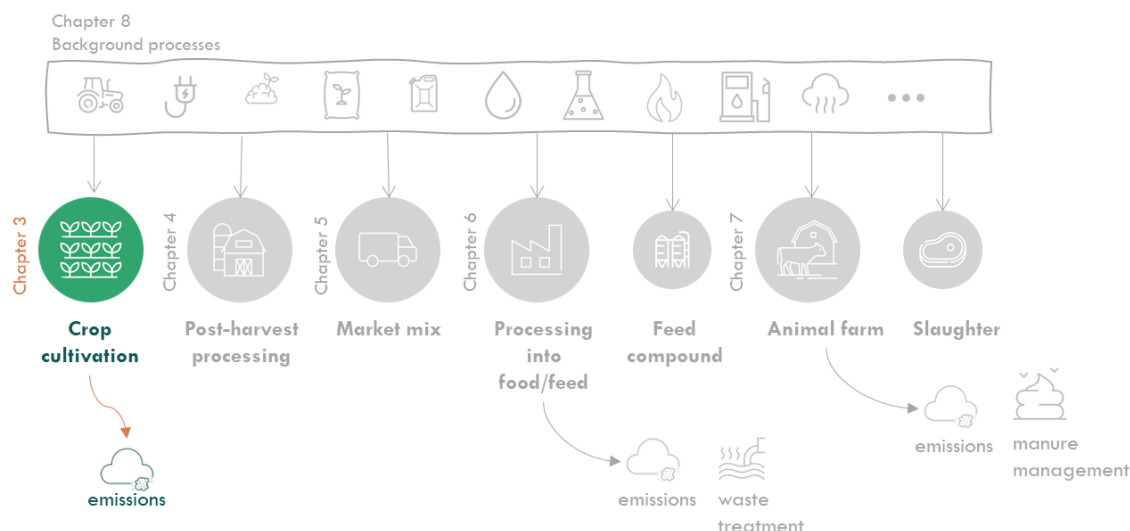 Chapter 8
Background processes
Chapter 3
Chapter 4
Chapter 5
Chapter 6
Chapter 7
Crop
cultivation
Post-harvest
processing
Market mix
Processing
into
food/feed
Feed
compound
Animal farm
Slaughter
emissions
emissions
waste
treatment
emissions
manure
management